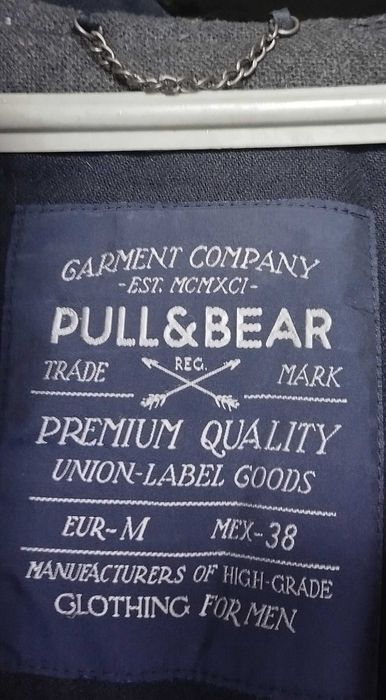 GARMENT COMPANY
-EST. MCMXCI-
PULL&BEAR
TRADE REG. MARK
PREMIUM QUALITY
UNION-LABEL GOODS
EUR-M MEX-38
MANUFACTURERS OF HIGH-GRADE
CLOTHING FOR MEN